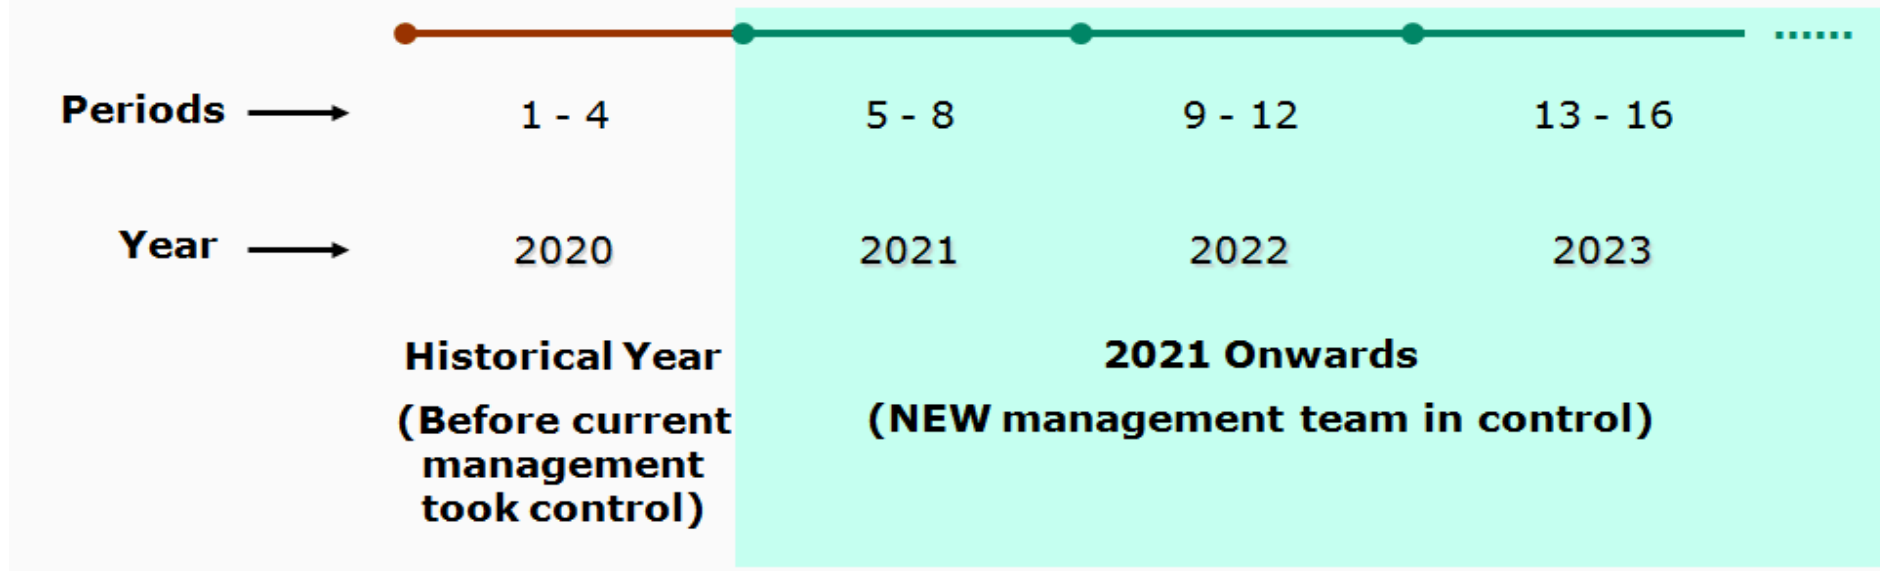 Periods 1 - 4 5 - 8 9 - 12 13 - 16
Year 2020 2021 2022 2023
Historical Year 2021 Onwards
(Before current (NEW management team in control)
management
took control)